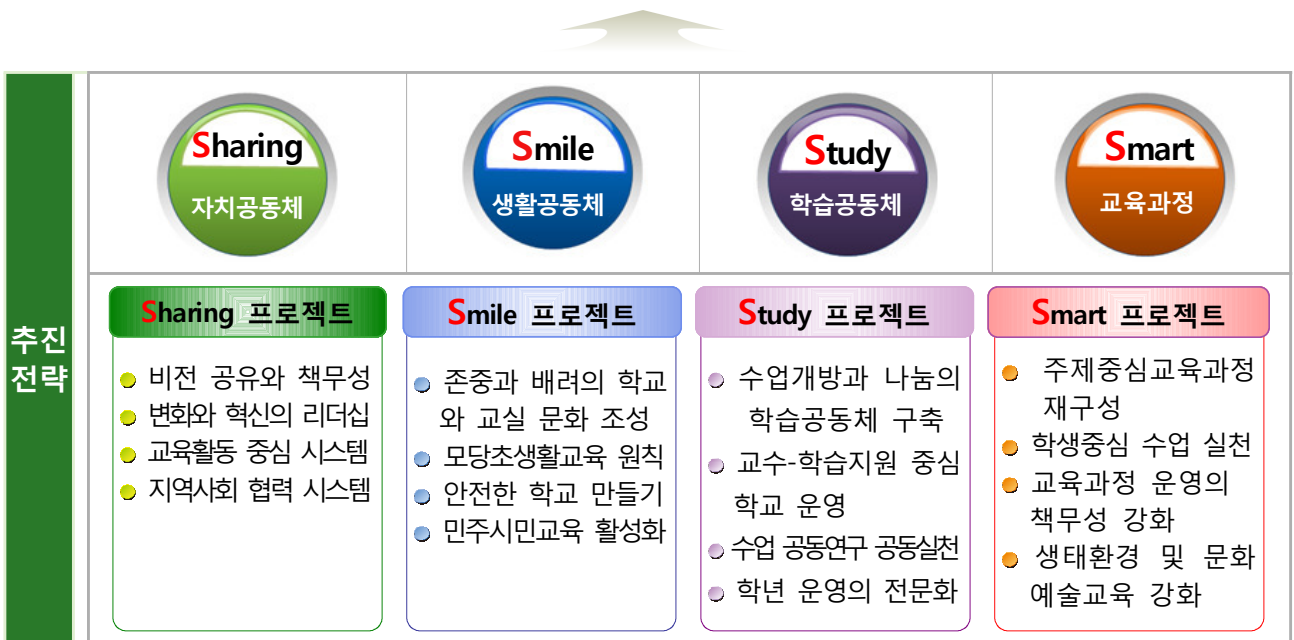 추진
전략
Sharing
자치공동체
Smile
생활공동체
Study
학습공동체
Smart
교육과정
Sharing 프로젝트
비전 공유와 책무성
변화와 혁신의 리더십
교육활동 중심 시스템
지역사회 협력 시스템
Smile 프로젝트
존중과 배려의 학교
와 교실 문화 조성
모당초생활교육 원칙
안전한 학교 만들기
민주시민교육 활성화
Study 프로젝트
수업개방과 나눔의
학습공동체 구축
교수-학습지원 중심
학교 운영
수업 공동연구 공동실천
학년 운영의 전문화
Smart 프로젝트
주제중심교육과정
재구성
학생중심 수업 실천
교육과정 운영의
책무성 강화
생태환경 및 문화
예술교육 강화